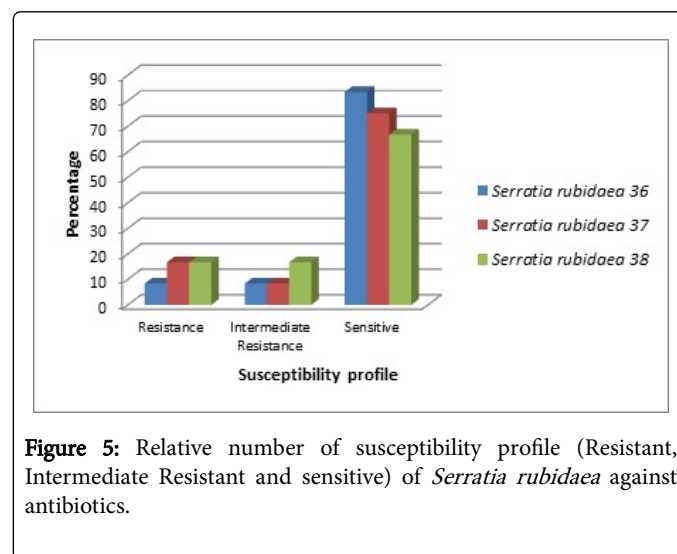 90
80
70
60
50
40
30
20
10
0
Percentage
Resistance
Intermediate
Resistance
Sensitive
Susceptibility profile
Serratia rubidaea 36
Serratia rubidaea 37
Serratia rubidaea 38
Figure 5: Relative number of susceptibility profile (Resistant,
Intermediate Resistant and sensitive) of Serratia rubidaea against
antibiotics.